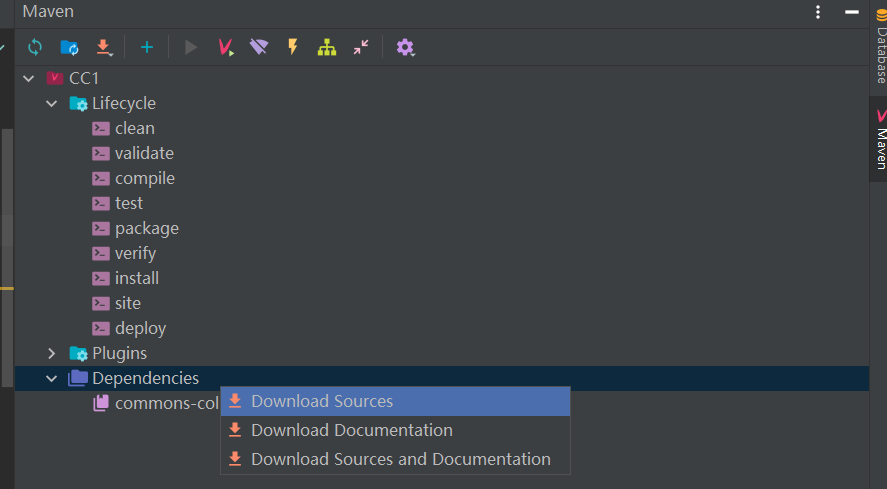 Maven
CC1
Lifecycle
clean
validate
compile
test
package
verify
install
site
deploy
Plugins
Dependencies
commons-col
Download Sources
Download Documentation
Download Sources and Documentation
Database
Maven